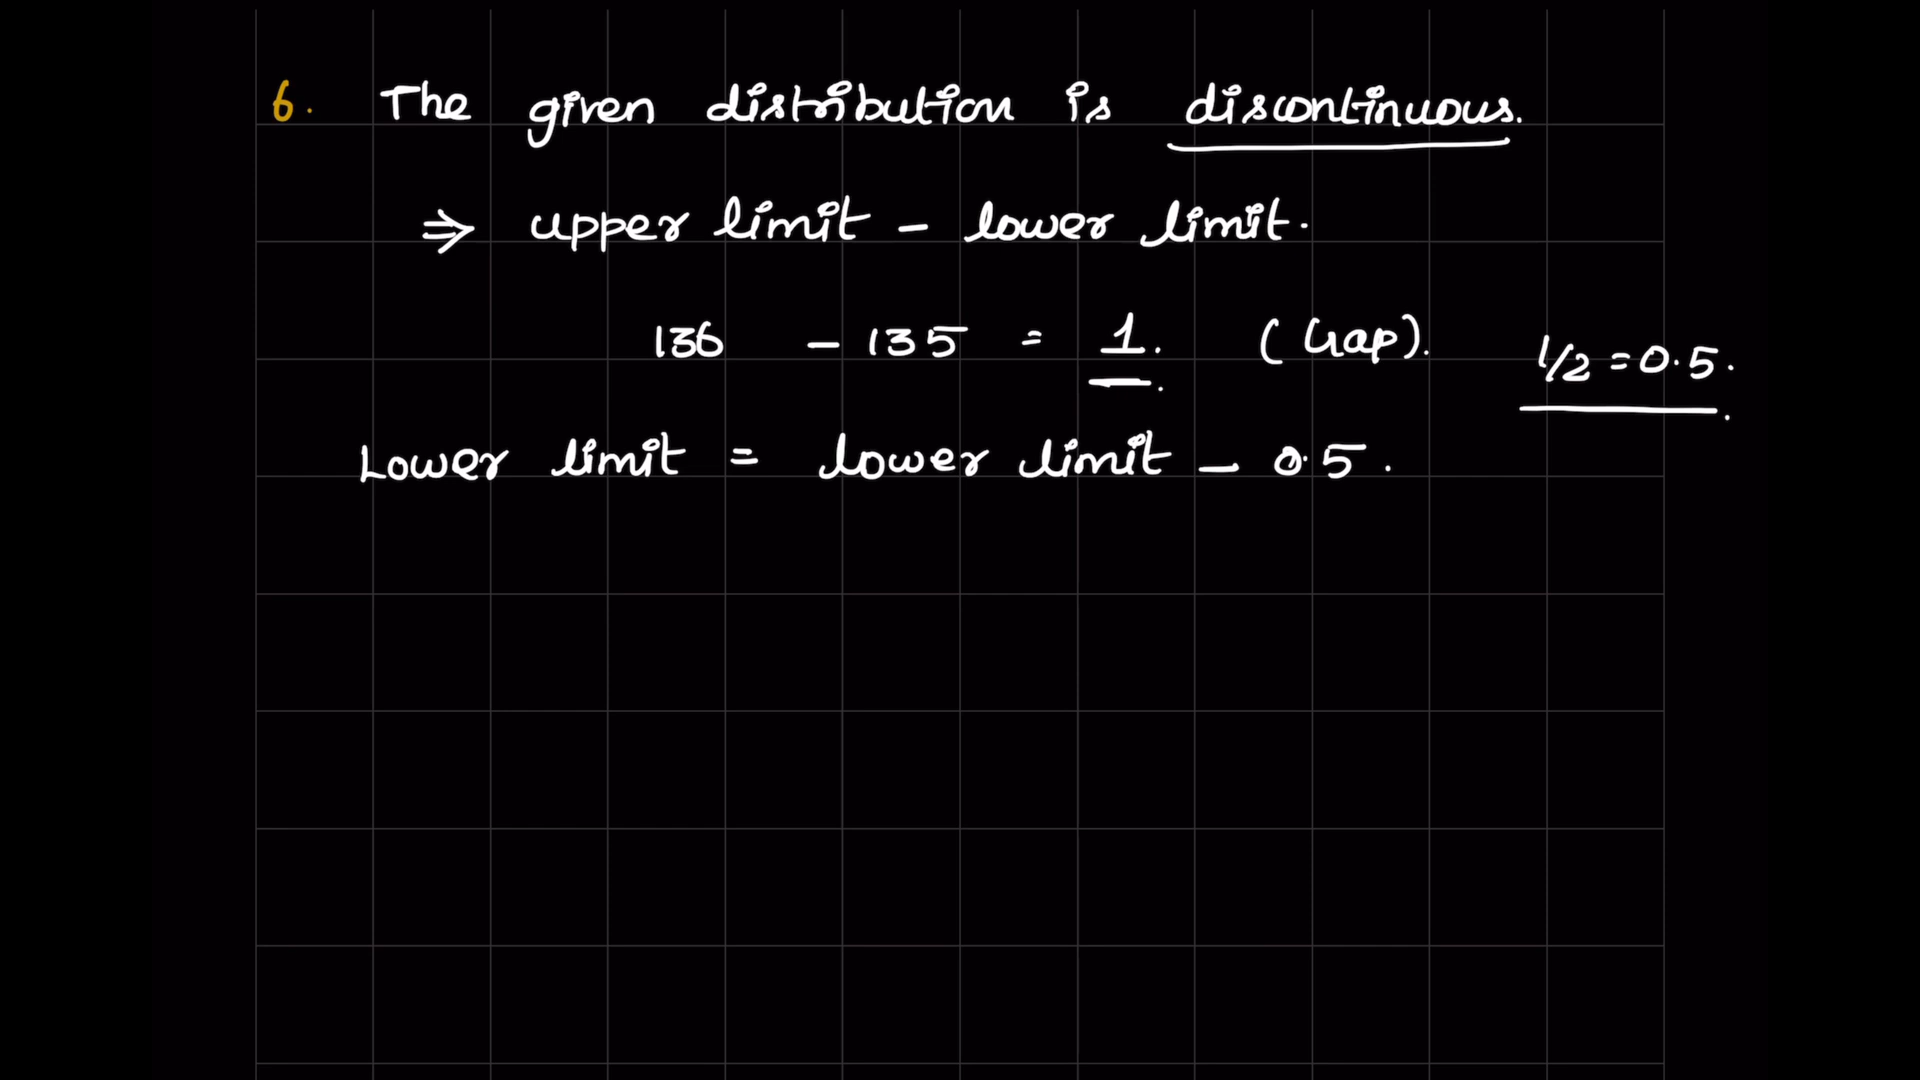 6. The given distribution is discontinuous.
⇒ upper limit - lower limit.
136 - 135 = 1. (Gap).
1/2 = 0.5.
Lower limit = lower limit - 0.5.